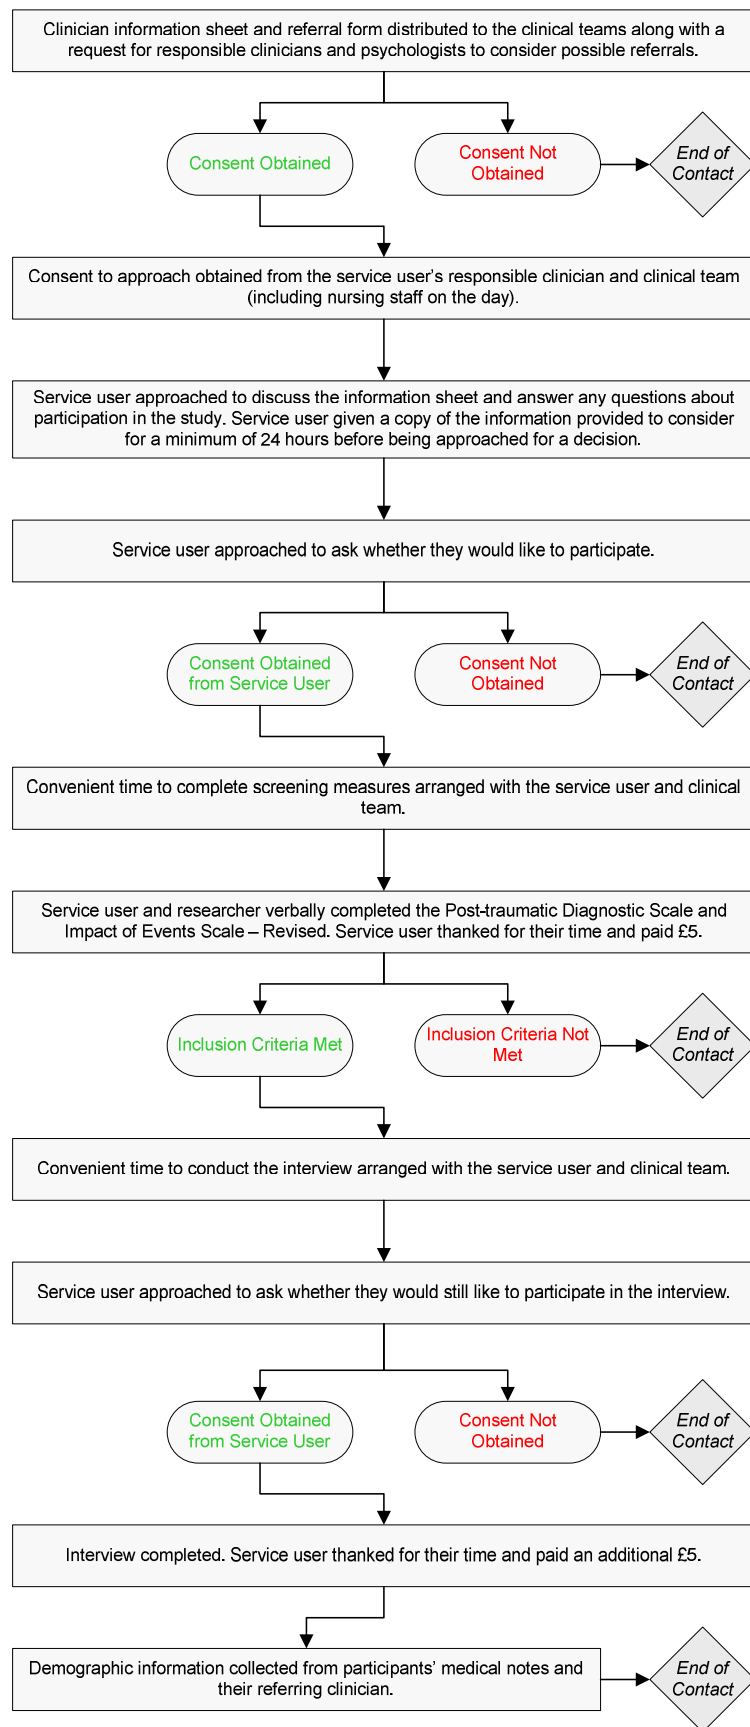 Clinician information sheet and referral form distributed to the clinical teams along with a
request for responsible clinicians and psychologists to consider possible referrals.
Consent Obtained
Consent Not
Obtained
End of
Contact
Consent to approach obtained from the service user's responsible clinician and clinical team
(including nursing staff on the day).
Service user approached to discuss the information sheet and answer any questions about
participation in the study. Service user given a copy of the information provided to consider
for a minimum of 24 hours before being approached for a decision.
Service user approached to ask whether they would like to participate.
Consent Obtained
from Service User
Consent Not
Obtained
End of
Contact
Convenient time to complete screening measures arranged with the service user and clinical
team.
Service user and researcher verbally completed the Post-traumatic Diagnostic Scale and
Impact of Events Scale – Revised. Service user thanked for their time and paid £5.
Inclusion Criteria Met
Inclusion Criteria Not
Met
End of
Contact
Convenient time to conduct the interview arranged with the service user and clinical team.
Service user approached to ask whether they would still like to participate in the interview.
Consent Obtained
from Service User
Consent Not
Obtained
End of
Contact
Interview completed. Service user thanked for their time and paid an additional £5.
Demographic information collected from participants' medical notes and
their referring clinician.
End of
Contact